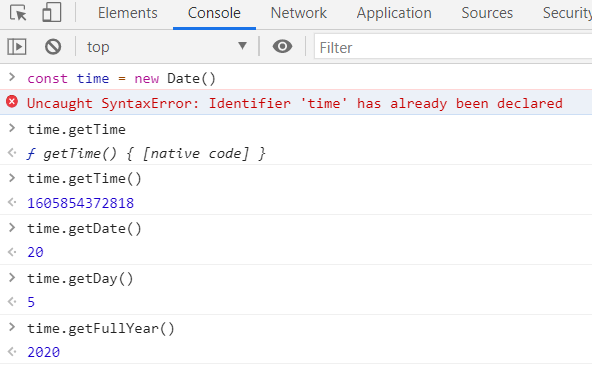 Elements Console Network Application Sources Security
top Filter
> const time = new Date()
Uncaught SyntaxError: Identifier 'time' has already been declared
> time.getTime
ƒ getTime() { [native code] }
> time.getTime()
1605854372818
> time.getDate()
20
> time.getDay()
5
> time.getFullYear()
2020